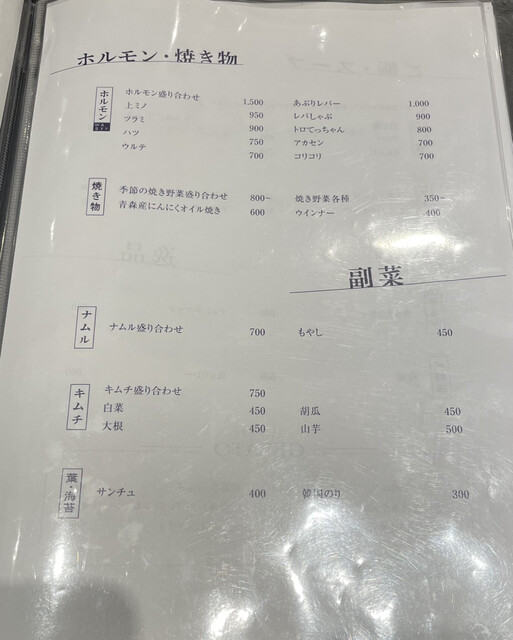 ホルモン・焼き物
ホルモン
ホルモン盛り合わせ 1,500 あぶりレバー 1,000
上ミノ 950 レバしゃぶ 900
ツラミ 900 トロてっちゃん 800
ハツ 750 アカセン 700
ウルテ 700 コリコリ 700
焼き物
季節の焼き野菜盛り合わせ 800~ 焼き野菜各種 350~
青森産にんにくオイル焼き 600 ウインナー 400
副菜
ナムル
ナムル盛り合わせ 700 もやし 450
キムチ
キムチ盛り合わせ 750
白菜 450 胡瓜 450
大根 450 山芋 500
葉・海苔
サンチュ 400 韓国のり 300